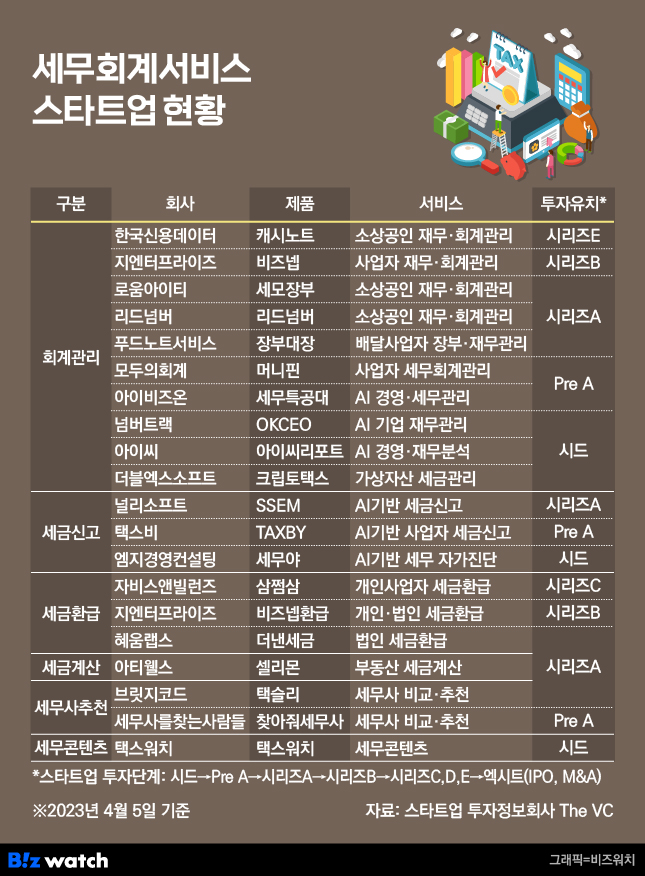 세무회계서비스
스타트업 현황
TAX
구분 회사 제품 서비스 투자유치*
회계관리 한국신용데이터 캐시노트 소상공인 재무·회계관리 시리즈E
지엔터프라이즈 비즈넵 사업자 재무·회계관리 시리즈B
로움아이티 세모장부 소상공인 재무·회계관리 시리즈A
리드넘버 리드넘버 소상공인 재무·회계관리
푸드노트서비스 장부대장 배달사업자 장부·재무관리
모두의회계 머니핀 사업자 세무회계관리 Pre A
아이비즈온 세무특공대 AI 경영·세무관리
넘버트랙 OKCEO AI 기업 재무관리 시드
아이씨 아이씨리포트 AI 경영·재무분석
더블엑스소프트 크립토택스 가상자산 세금관리
세금신고 널리소프트 SSEM AI기반 세금신고 시리즈A
택스비 TAXBY AI기반 사업자 세금신고 Pre A
엠지경영컨설팅 세무야 AI기반 세무 자가진단 시드
세금환급 자비스앤빌런즈 삼쩜삼 개인사업자 세금환급 시리즈C
지엔터프라이즈 비즈넵환급 개인·법인 세금환급 시리즈B
혜움랩스 더낸세금 법인 세금환급 시리즈A
세금계산 아티웰스 셀리몬 부동산 세금계산
세무사추천 브릿지코드 택슬리 세무사 비교·추천
세무사를찾는사람들 찾아줘세무사 세무사 비교·추천 Pre A
세무콘텐츠 택스워치 택스워치 세무콘텐츠 시드
*스타트업 투자단계: 시드→Pre A→시리즈A→시리즈B→시리즈C,D,E→엑시트(IPO, M&A)
※2023년 4월 5일 기준 자료: 스타트업 투자정보회사 The VC
B!z watch 그래픽=비즈워치